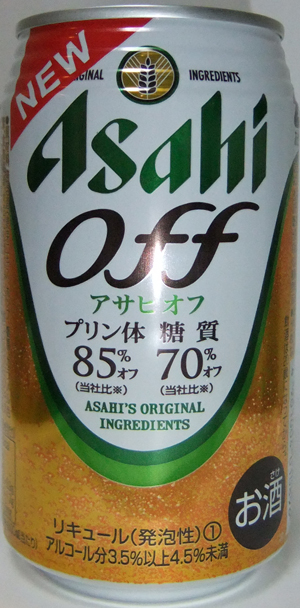 NEW
ORIGINAL INGREDIENTS
Asahi
Off
アサヒオフ
プリン体 糖質
85%オフ 70%オフ
(当社比※) (当社比※)
ASAHI'S ORIGINAL
INGREDIENTS
さけ
お酒
リキュール(発泡性)①
アルコール分3.5%以上4.5%未満